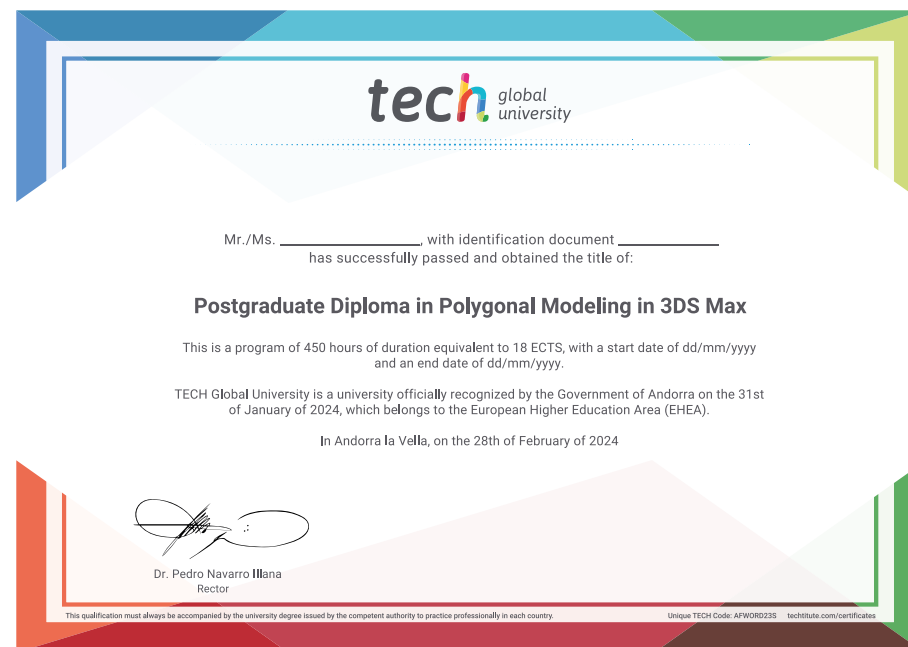 tech global
university
Mr./Ms. ____________, with identification document ____________
has successfully passed and obtained the title of:
Postgraduate Diploma in Polygonal Modeling in 3DS Max
This is a program of 450 hours of duration equivalent to 18 ECTS, with a start date of dd/mm/yyyy
and an end date of dd/mm/yyyy.
TECH Global University is a university officially recognized by the Government of Andorra on the 31st
of January of 2024, which belongs to the European Higher Education Area (EHEA).
In Andorra la Vella, on the 28th of February of 2024
Dr. Pedro Navarro Illana
Rector
This qualification must always be accompanied by the university degree issued by the competent authority to practice professionally in each country. Unique TECH Code: AFWORD23S techtitute.com/certificates